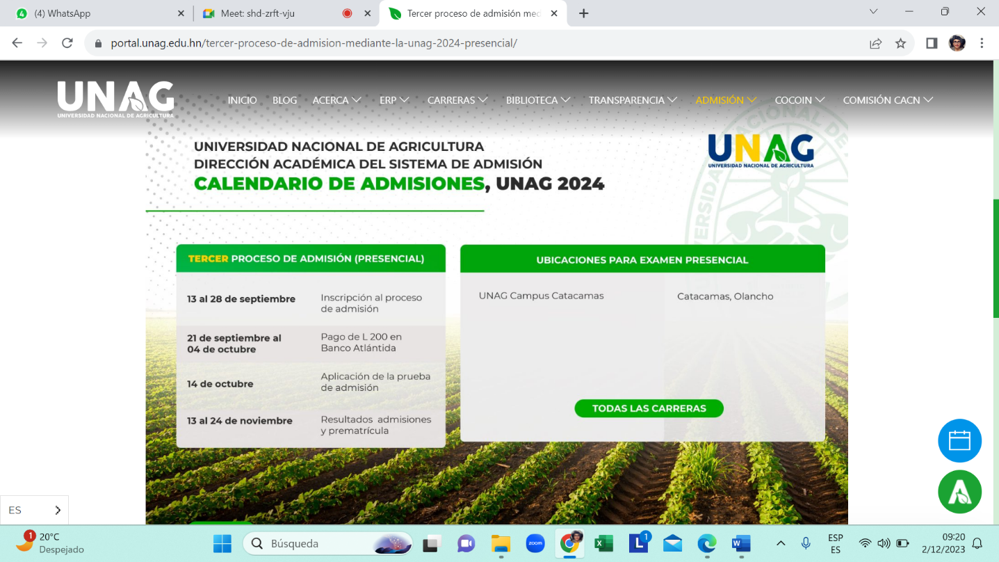 (4) WhatsApp
Meet: shd-zrft-vju
Tercer proceso de admisión med
portal.unag.edu.hn/tercer-proceso-de-admision-mediante-la-unag-2024-presencial/
UNAG
UNIVERSIDAD NACIONAL DE AGRICULTURA
INICIO BLOG ACERCA ERP CARRERAS BIBLIOTECA TRANSPARENCIA ADMISIÓN COCOIN COMISIÓN CACN
UNIVERSIDAD NACIONAL DE AGRICULTURA
DIRECCIÓN ACADÉMICA DEL SISTEMA DE ADMISIÓN
CALENDARIO DE ADMISIONES, UNAG 2024
UNAG
UNIVERSIDAD NACIONAL DE AGRICULTURA
TERCER PROCESO DE ADMISIÓN (PRESENCIAL)
13 al 28 de septiembre
Inscripción al proceso
de admisión
21 de septiembre al
04 de octubre
Pago de L 200 en
Banco Atlántida
14 de octubre
Aplicación de la prueba
de admisión
13 al 24 de noviembre
Resultados admisiones
y prematrícula
UBICACIONES PARA EXAMEN PRESENCIAL
UNAG Campus Catacamas
Catacamas, Olancho
TODAS LAS CARRERAS
ES
1
20°C
Despejado
Búsqueda
zoom
L
1
ESP
ES
09:20
2/12/2023